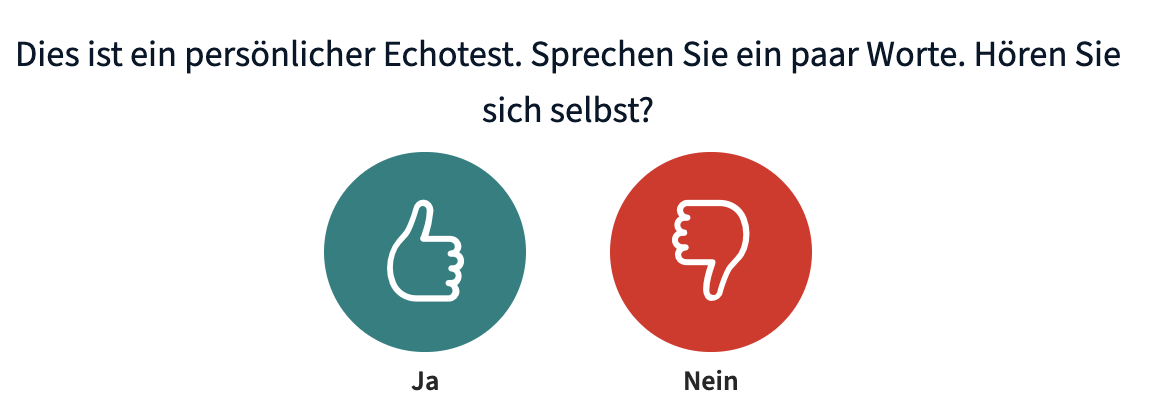 Dies ist ein persönlicher Echotest. Sprechen Sie ein paar Worte. Hören Sie
sich selbst?
Ja
Nein